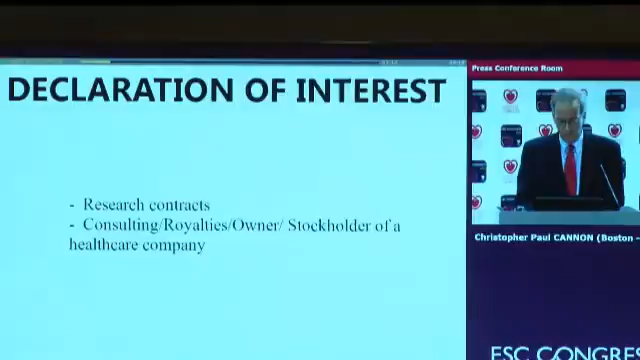 DECLARATION OF INTEREST
- Research contracts
- Consulting/Royalties/Owner/ Stockholder of a
healthcare company
Press Conference Room
Christopher Paul CANNON (Boston -
ESC CONGRES